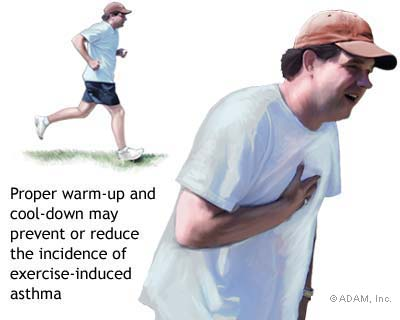 Proper warm-up and
cool-down may
prevent or reduce
the incidence of
exercise-induced
asthma
©ADAM, Inc.